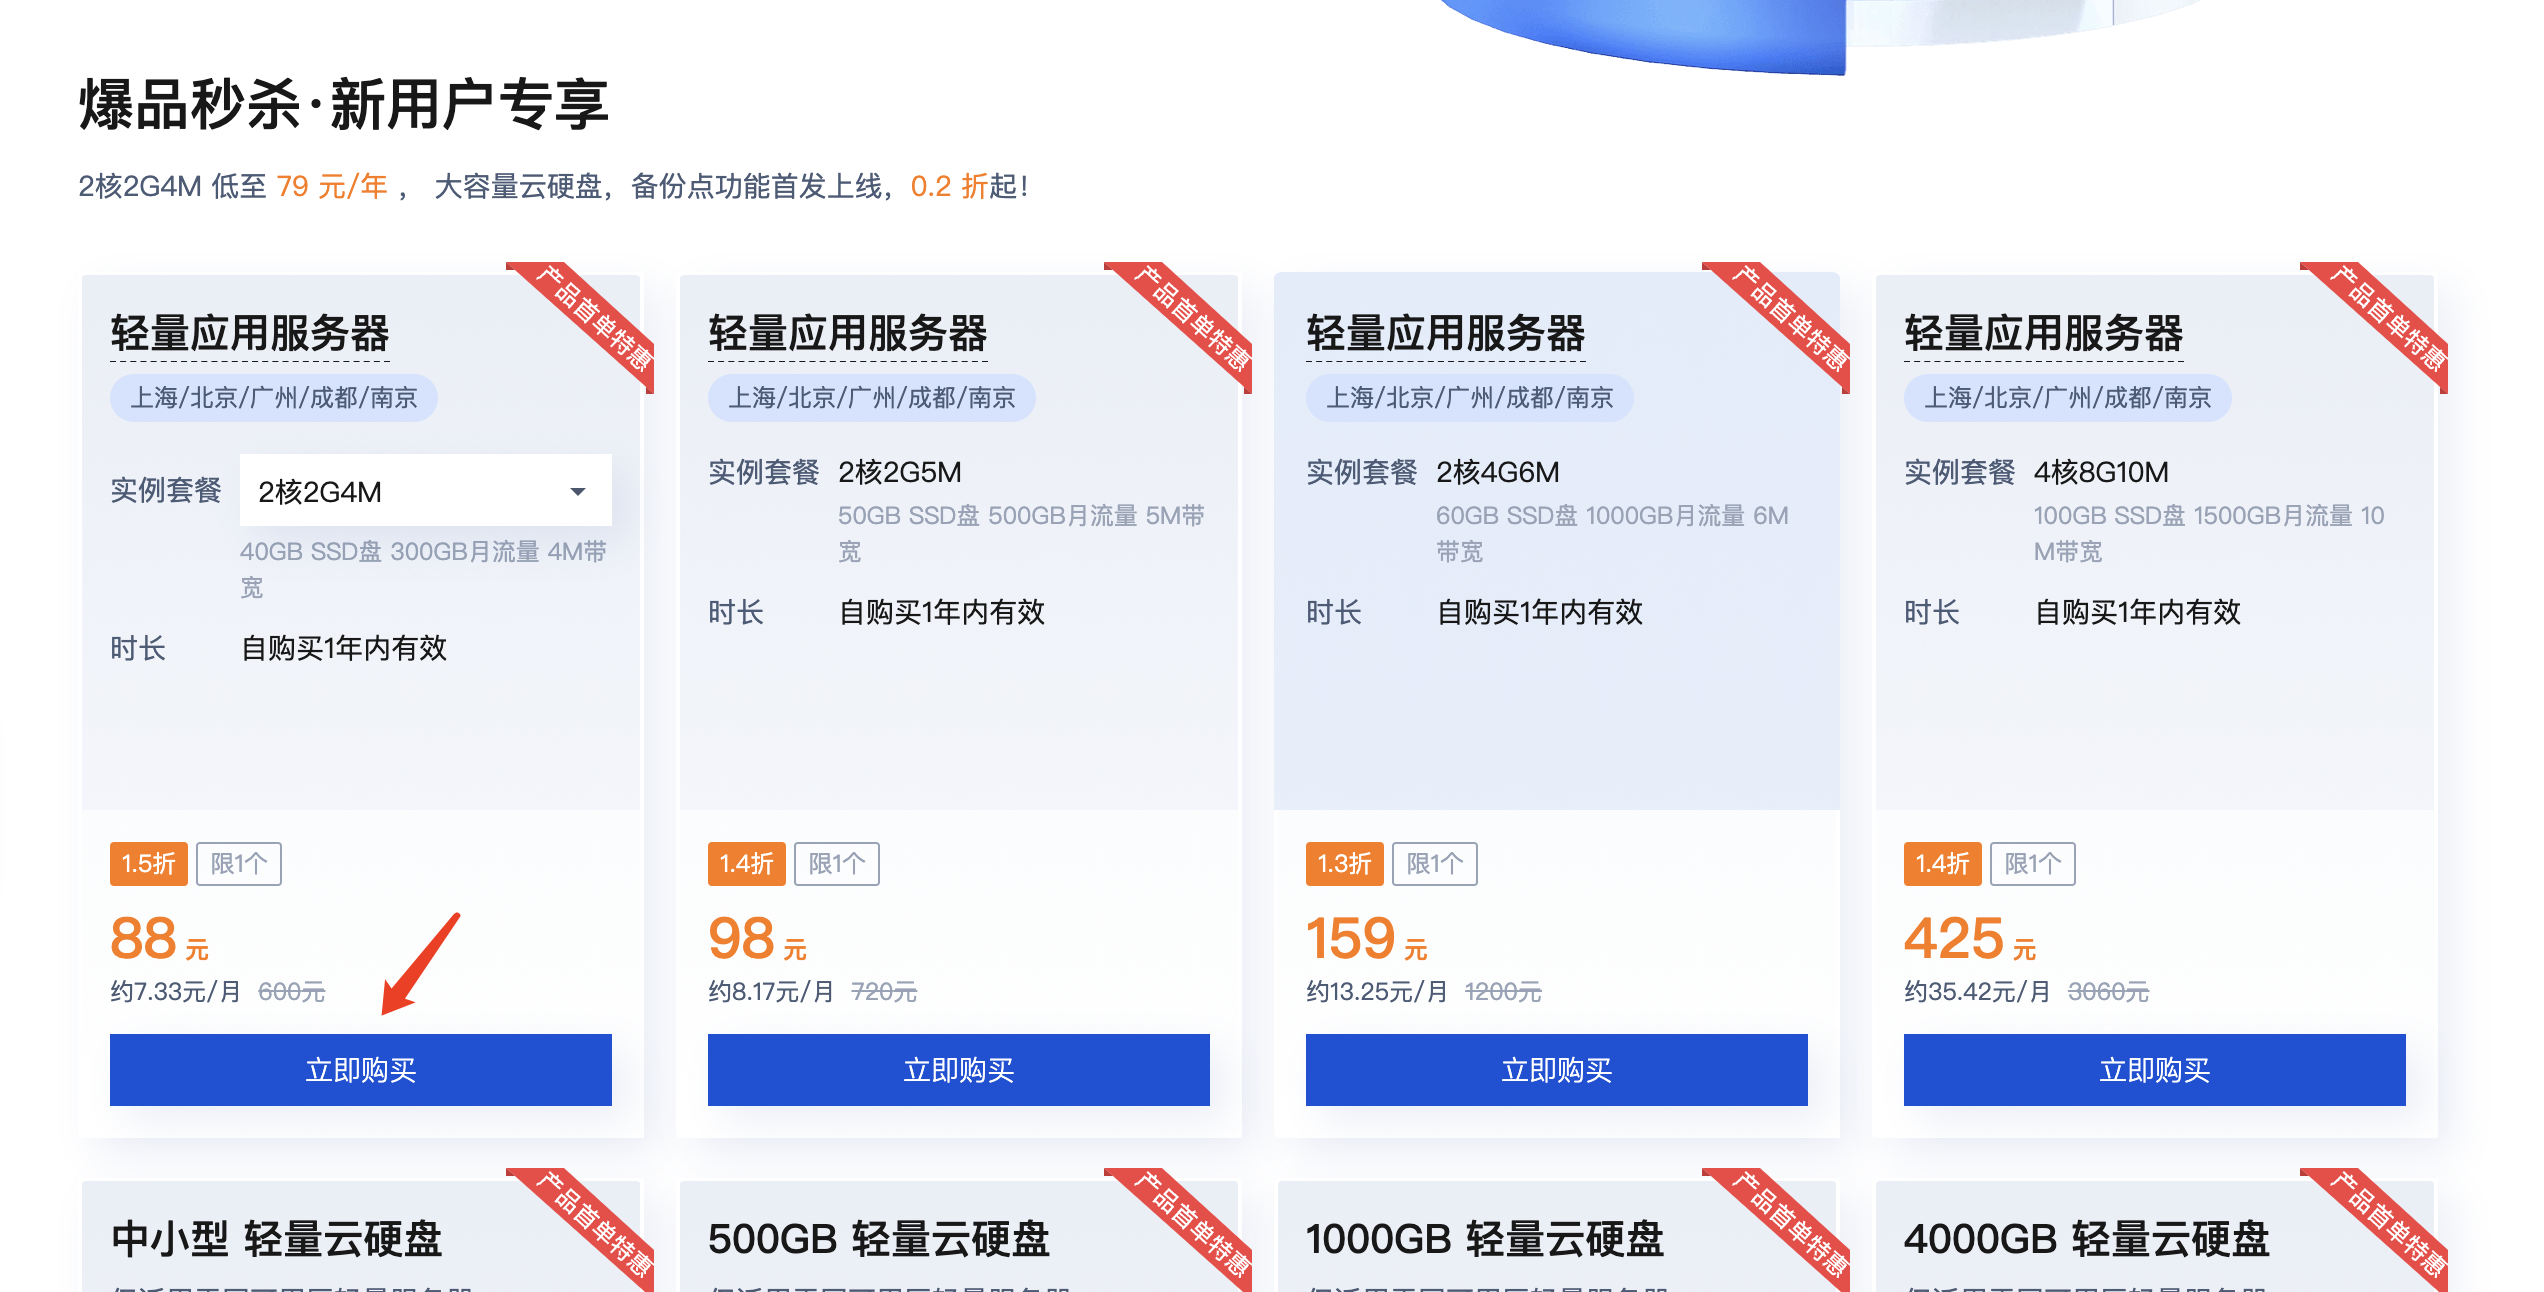 爆品秒杀·新用户专享
2核2G4M 低至 79 元/年 ， 大容量云硬盘，备份点功能首发上线，0.2 折起！
产品首单特惠
轻量应用服务器
上海/北京/广州/成都/南京
实例套餐 2核2G4M
40GB SSD盘 300GB月流量 4M带
宽
时长 自购买1年内有效
1.5折 限1个
88 元
约7.33元/月 600元
立即购买
产品首单特惠
轻量应用服务器
上海/北京/广州/成都/南京
实例套餐 2核2G5M
50GB SSD盘 500GB月流量 5M带
宽
时长 自购买1年内有效
1.4折 限1个
98 元
约8.17元/月 720元
立即购买
产品首单特惠
轻量应用服务器
上海/北京/广州/成都/南京
实例套餐 2核4G6M
60GB SSD盘 1000GB月流量 6M
带宽
时长 自购买1年内有效
1.3折 限1个
159 元
约13.25元/月 1200元
立即购买
产品首单特惠
轻量应用服务器
上海/北京/广州/成都/南京
实例套餐 4核8G10M
100GB SSD盘 1500GB月流量 10
M带宽
时长 自购买1年内有效
1.4折 限1个
425 元
约35.42元/月 3060元
立即购买
产品首单特惠
中小型 轻量云硬盘
产品首单特惠
500GB 轻量云硬盘
产品首单特惠
1000GB 轻量云硬盘
产品首单特惠
4000GB 轻量云硬盘